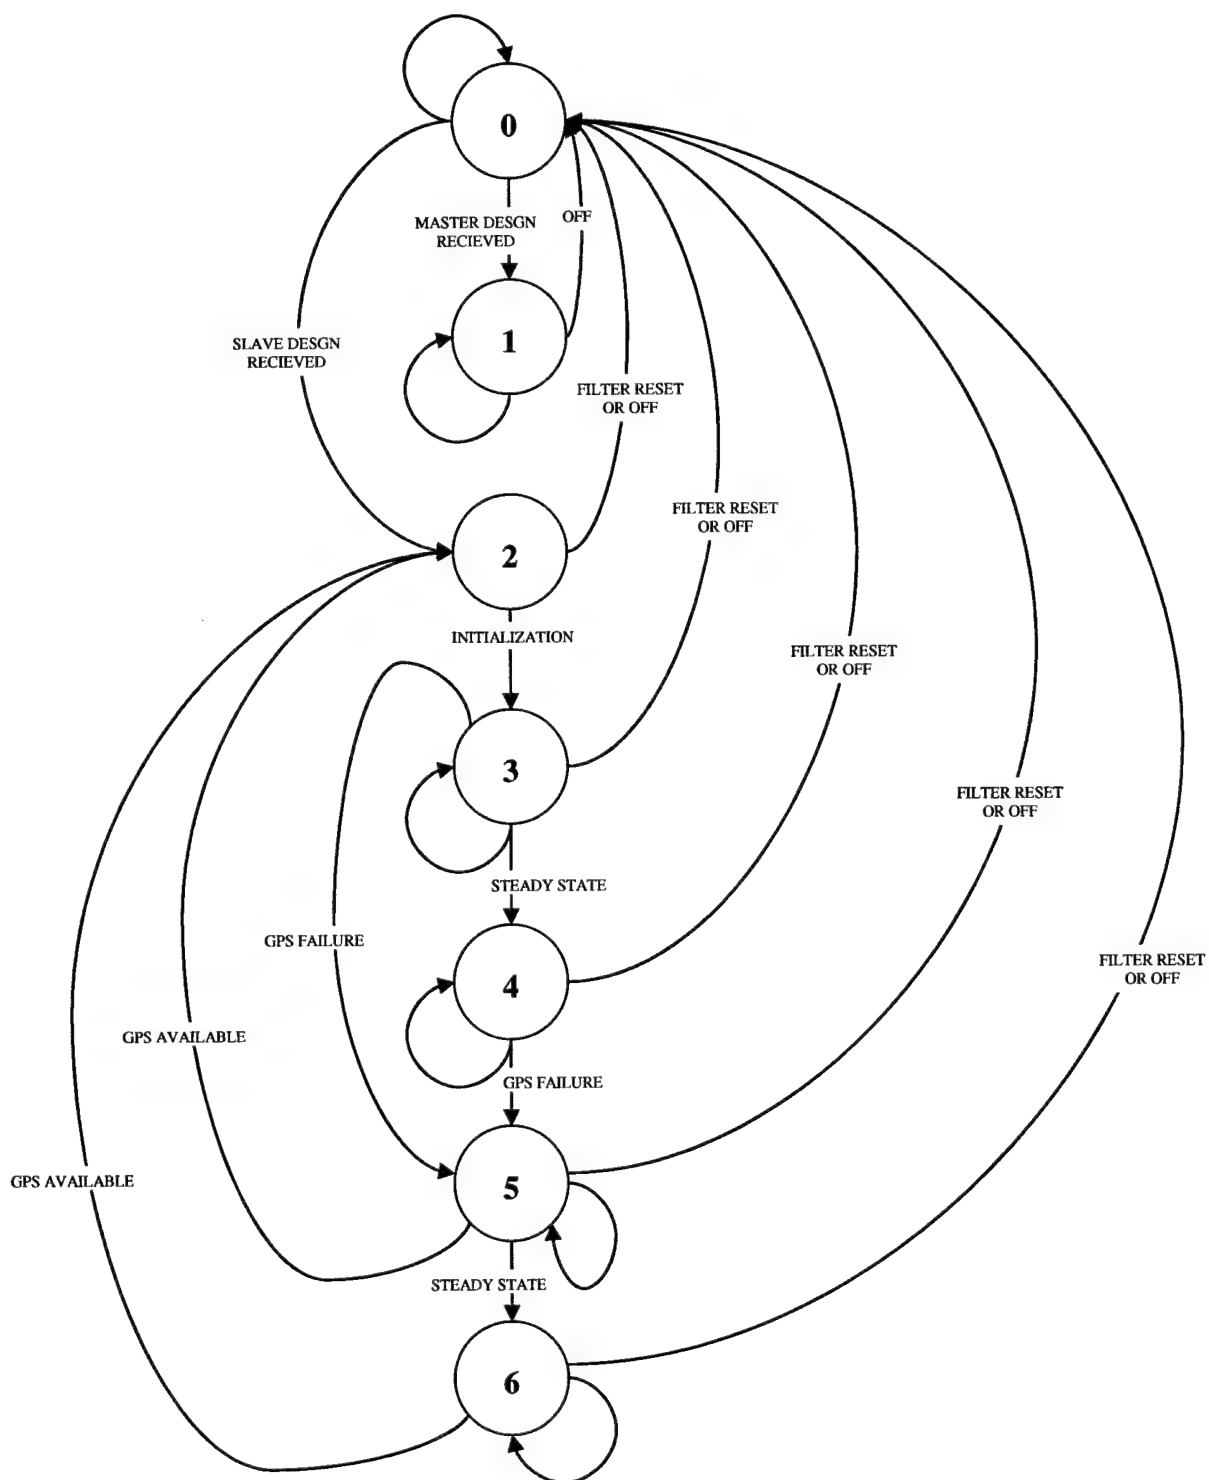 0
MASTER DESGN
RECIEVED
OFF
1
SLAVE DESGN
RECIEVED
FILTER RESET
OR OFF
FILTER RESET
OR OFF
2
INITIALIZATION
FILTER RESET
OR OFF
3
FILTER RESET
OR OFF
STEADY STATE
GPS FAILURE
4
FILTER RESET
OR OFF
GPS AVAILABLE
GPS FAILURE
GPS AVAILABLE
5
STEADY STATE
6